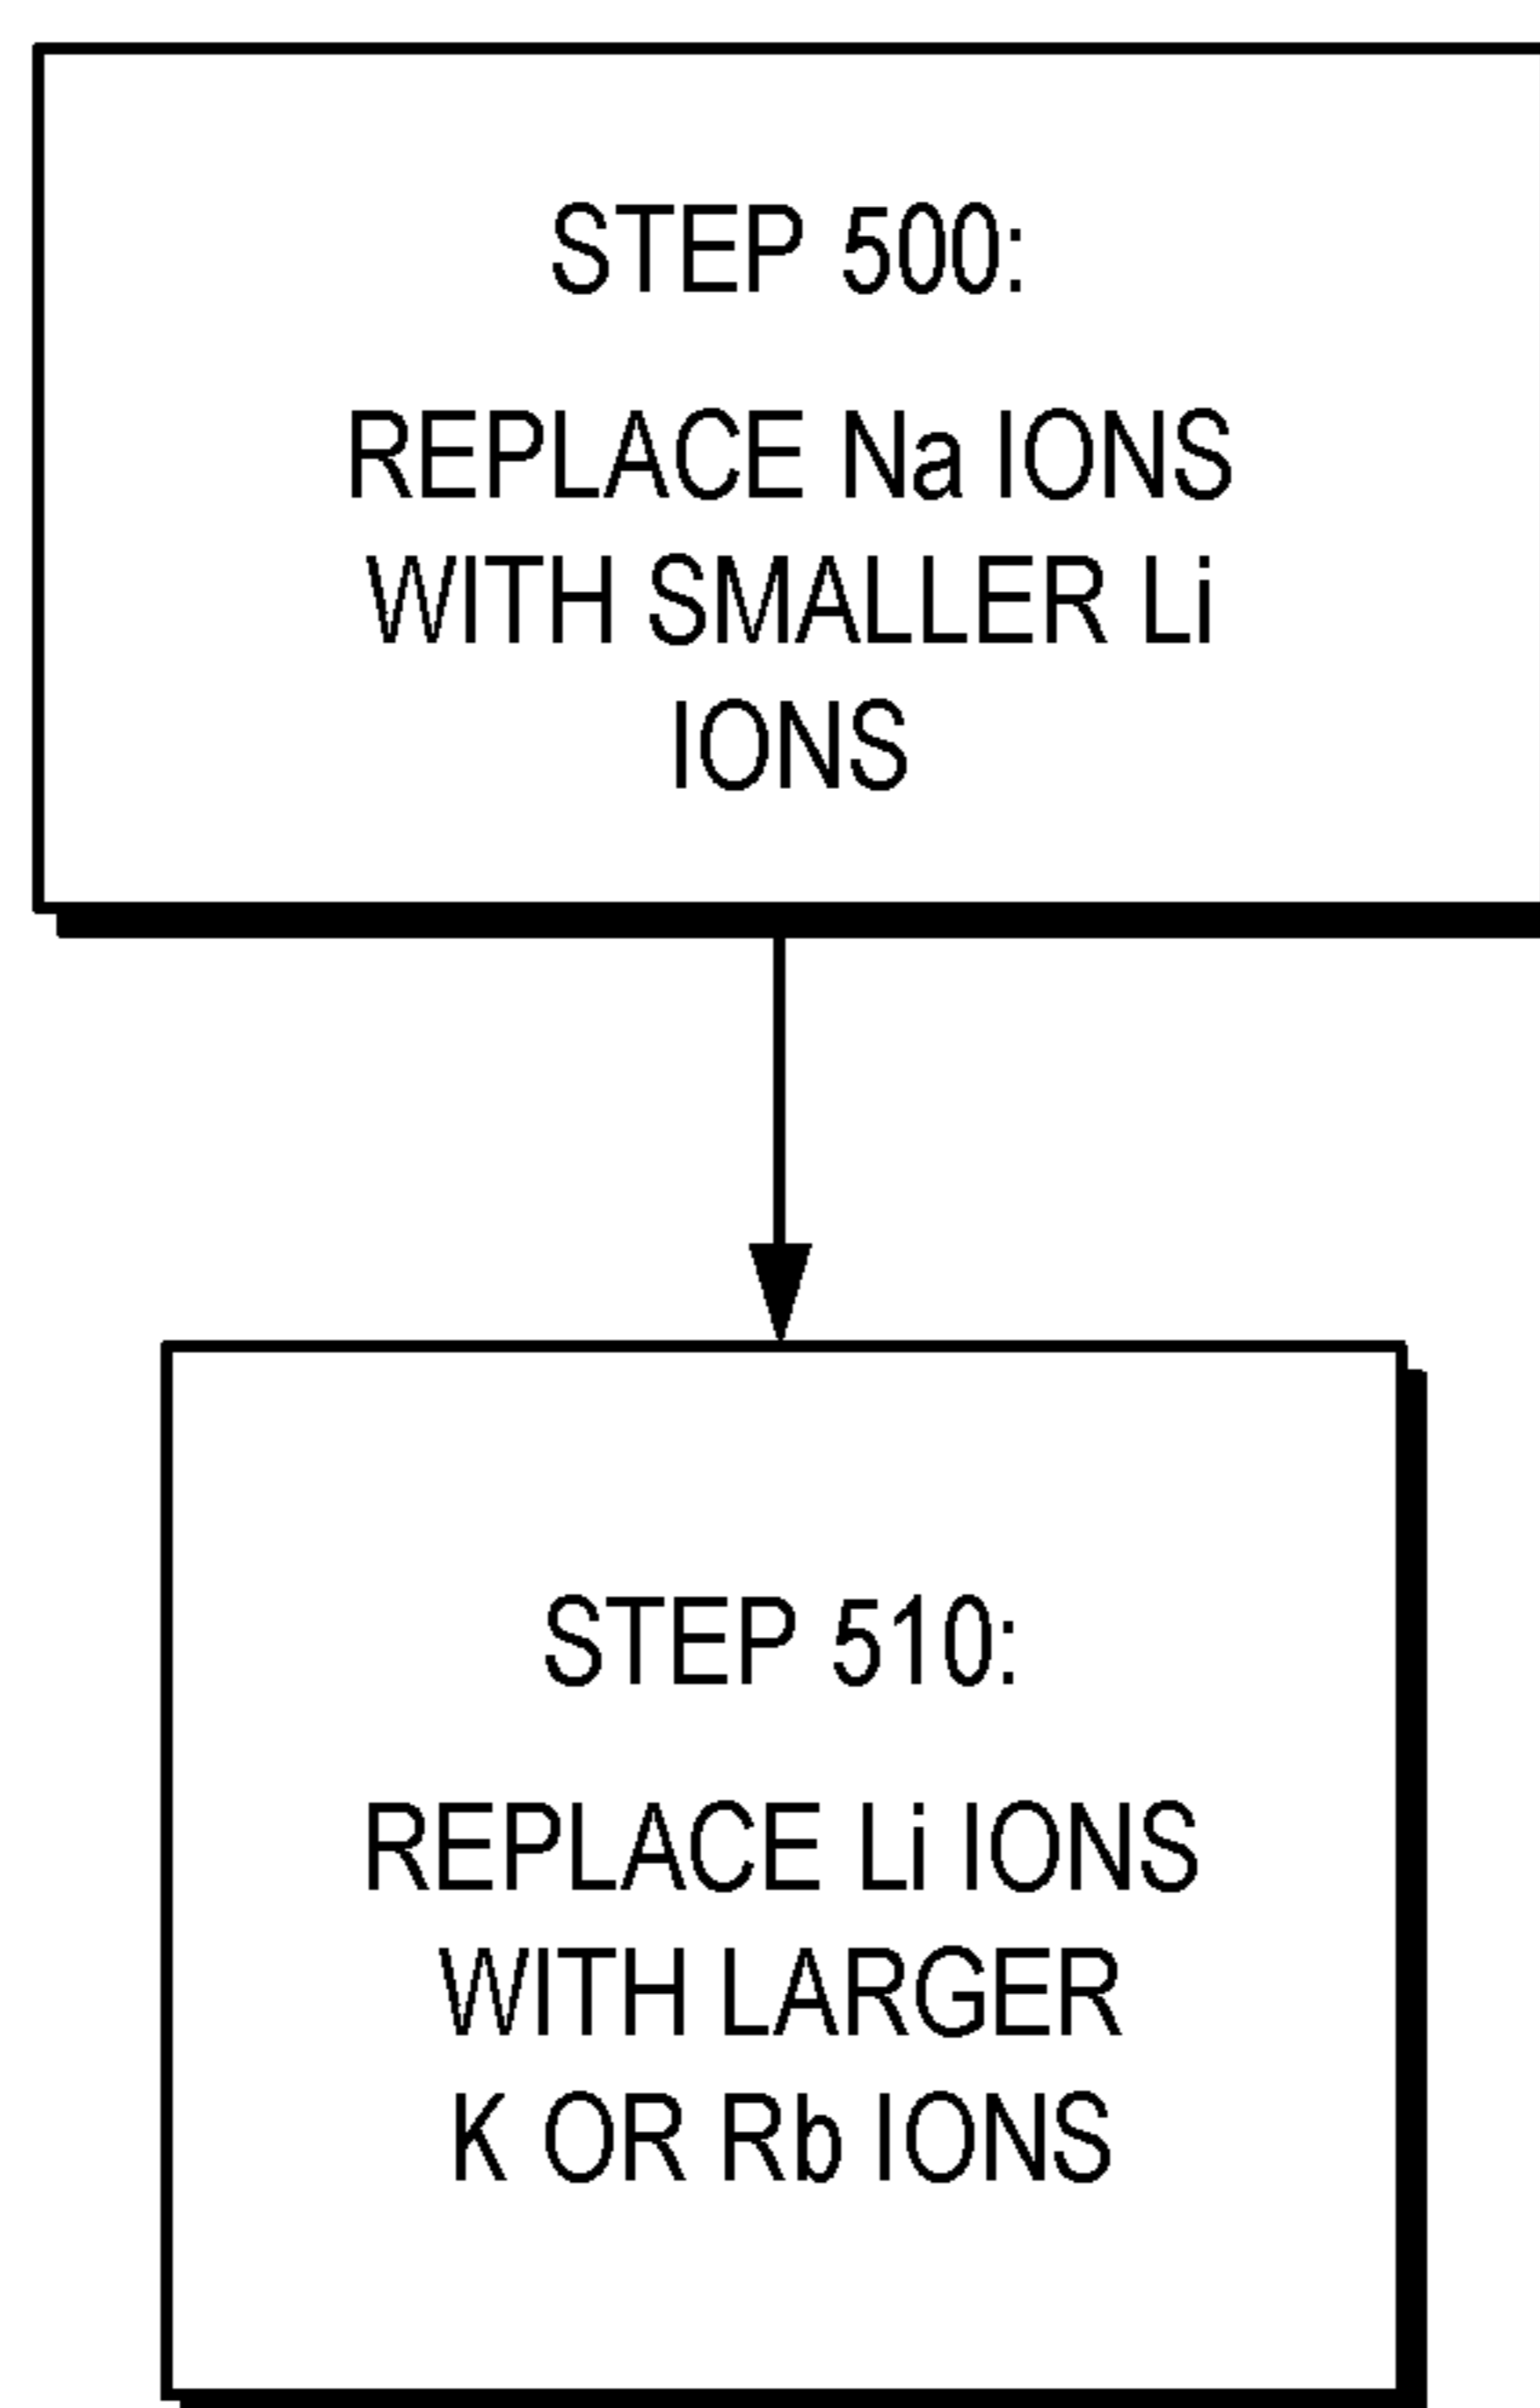 STEP 500:
REPLACE Na IONS
WITH SMALLER Li
IONS
STEP 510:
REPLACE Li IONS
WITH LARGER
K OR Rb IONS